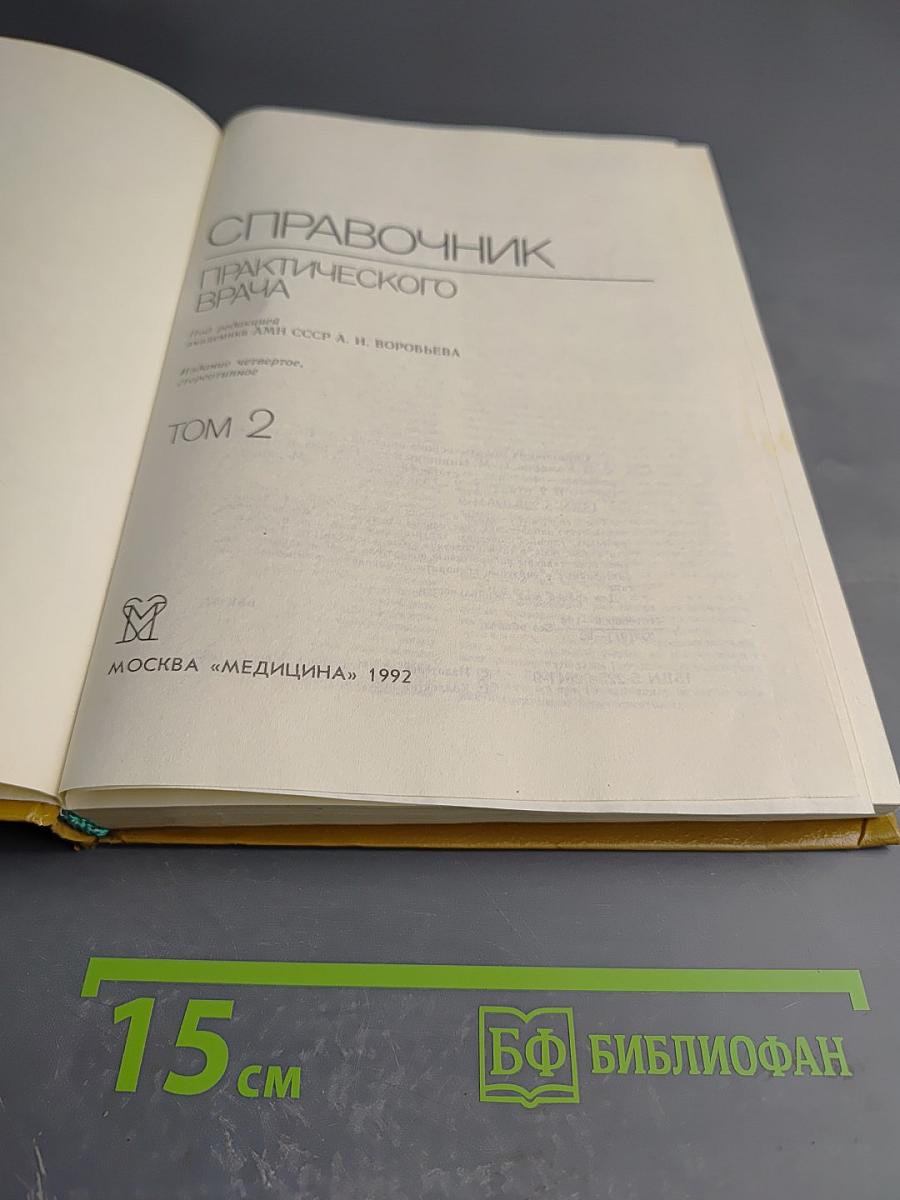 СПРАВОЧНИК
ПРАКТИЧЕСКОГО
ВРАЧА
Под редакцией
академика АМН СССР А. И. ВОРОБЬЕВА
Издание четвертое,
стереотипное
ТОМ 2
МОСКВА «МЕДИЦИНА» 1992
15 см
БФ БИБЛИОФАН